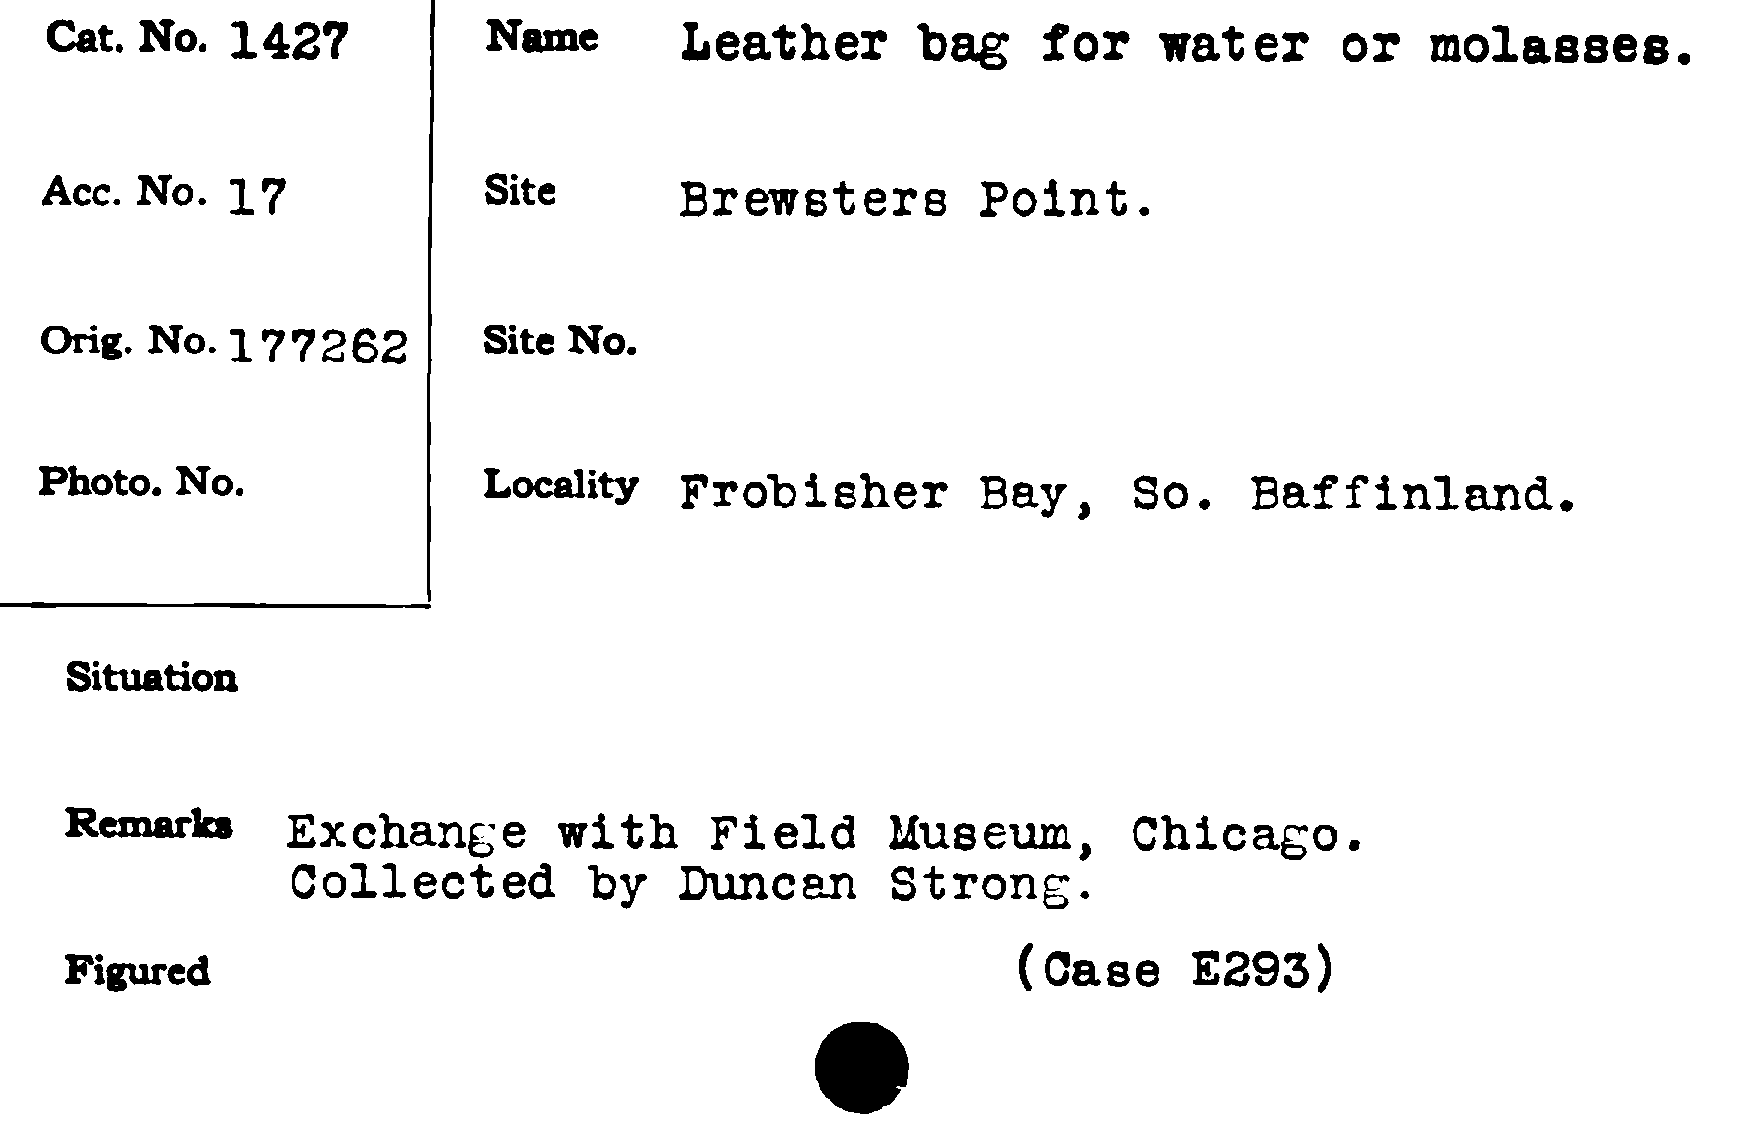 Cat. No. 1427
Name Leather bag for water or molasses.
Acc. No. 17
Site Brewsters Point.
Orig. No. 177262
Site No.
Photo. No.
Locality Frobisher Bay, So. Baffinland.
Situation
Remarks Exchange with Field Museum, Chicago.
Collected by Duncan Strong.
Figured
(Case E293)